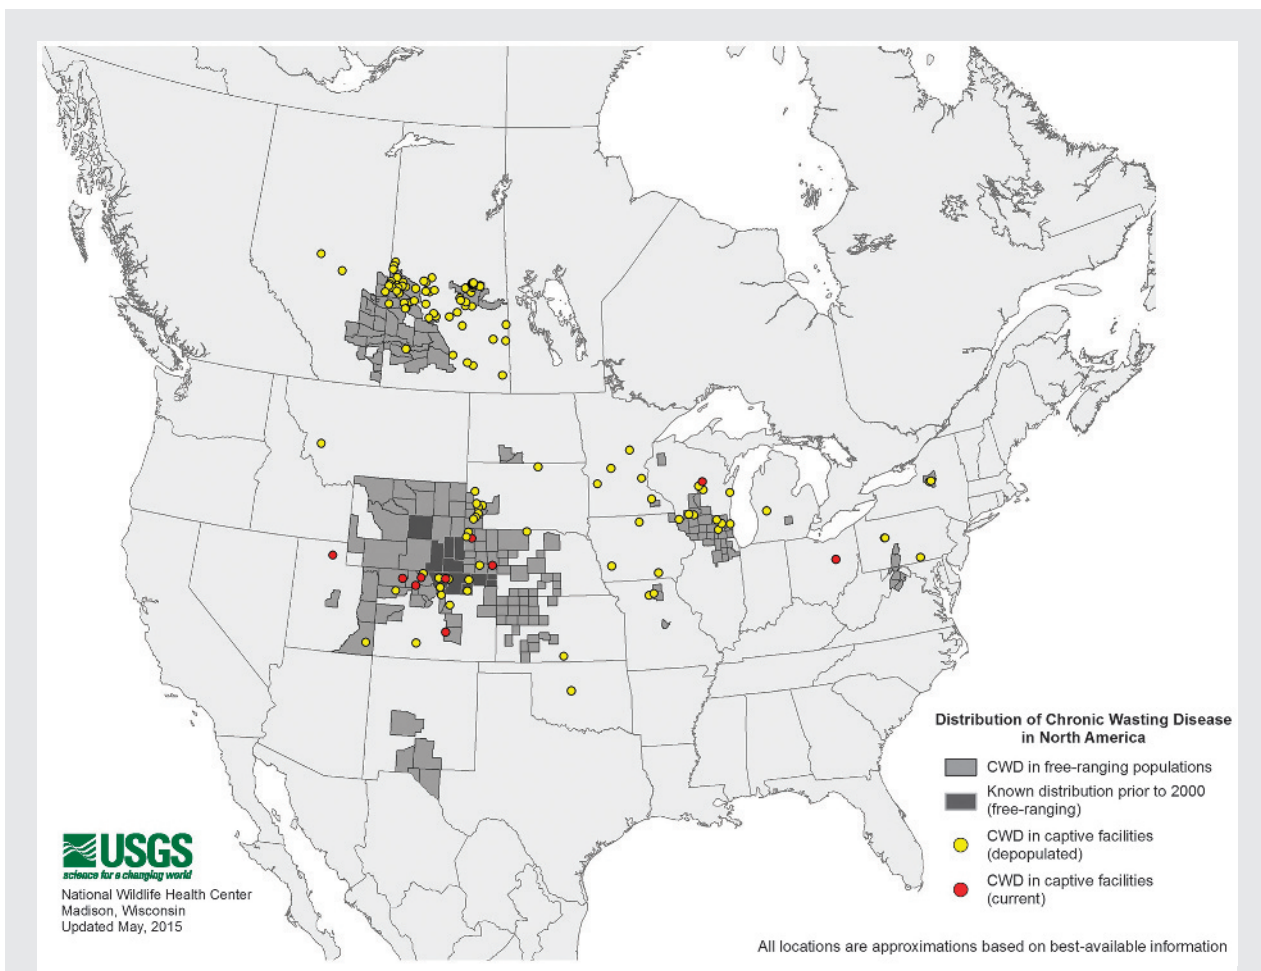 Distribution of Chronic Wasting Disease
in North America
CWD in free-ranging populations
Known distribution prior to 2000
(free-ranging)
CWD in captive facilities
(depopulated)
CWD in captive facilities
(current)
USGS
science for a changing world
National Wildlife Health Center
Madison, Wisconsin
Updated May, 2015
All locations are approximations based on best-available information